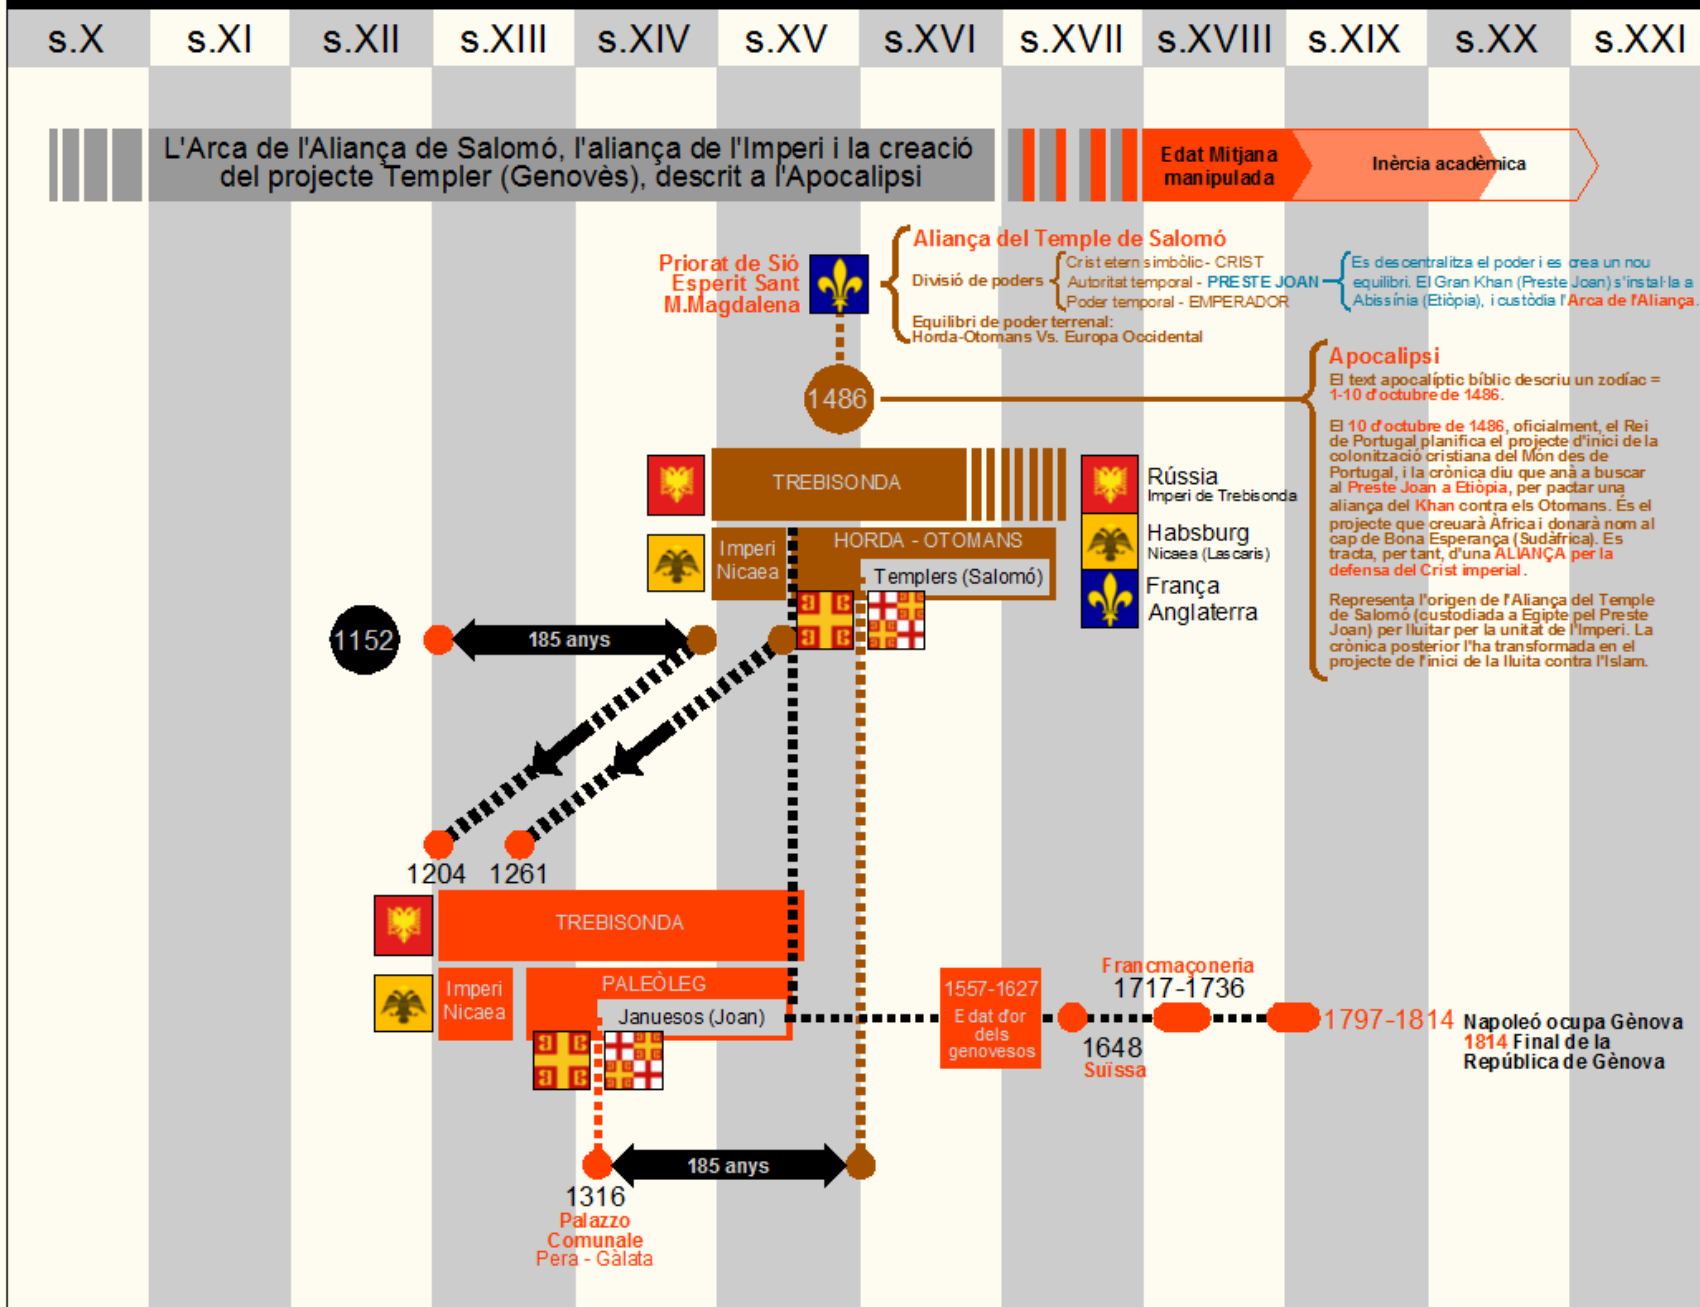 s.X s.XI s.XII s.XIII s.XIV s.XV s.XVI s.XVII s.XVIII s.XIX s.XX s.XXI
L'Arca de l'Aliança de Salomó, l'aliança de l'Imperi i la creació
del projecte Templer (Genovès), descrit a l'Apocalipsi
Edat Mitjana
manipulada
Inèrcia acadèmica
Priorat de Sió
Esperit Sant
M.Magdalena
Aliança del Temple de Salomó
Divisió de poders
Crist etern simbòlic - CRIST
Autoritat temporal - PRESTE JOAN
Poder temporal - EMPERADOR
Es descentralitza el poder i es crea un nou
equilibri. El Gran Khan (Preste Joan) s'instal·la a
Abissínia (Etiòpia), i custòdia l'Arca de l'Aliança.
Equilibri de poder terrenal:
Horda-Otomans Vs. Europa Occidental
1486
Apocalipsi
El text apocalíptic bíblic descriu un zodíac =
1-10 d'octubre de 1486.
El 10 d'octubre de 1486, oficialment, el Rei
de Portugal planifica el projecte d'inici de la
colonització cristiana del Món des de
Portugal, i la crònica diu que anà a buscar
al Preste Joan a Etiòpia, per pactar una
aliança del Khan contra els Otomans. És el
projecte que creuarà Àfrica i donarà nom al
cap de Bona Esperança (Sudàfrica). Es
tracta, per tant, d'una ALIANÇA per la
defensa del Crist imperial.
Representa l'origen de l'Aliança del Temple
de Salomó (custodiada a Egipte pel Preste
Joan) per lluitar per la unitat de l'Imperi. La
crònica posterior l'ha transformada en el
projecte de l'inici de la lluita contra l'Islam.
TREBISONDA
Imperi
Nicaea
HORDA - OTOMANS
Templers (Salomó)
Rússia
Imperi de Trebisonda
Habsburg
Nicaea (Lascaris)
França
Anglaterra
1152
185 anys
1204 1261
TREBISONDA
Imperi
Nicaea
PALEÒLEG
Januesos (Joan)
1557-1627
Edat d'or
dels
genovesos
Francmaçoneria
1717-1736
1648
Suïssa
1797-1814
Napoleó ocupa Gènova
1814 Final de la
República de Gènova
185 anys
1316
Palazzo
Comunale
Pera - Gàlata